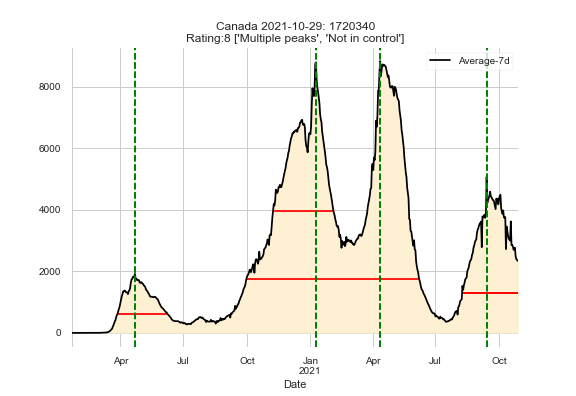 Canada 2021-10-29: 1720340
Rating:8 ['Multiple peaks', 'Not in control']
Average-7d
8000
6000
4000
2000
0
Apr
Jul
Oct
Jan
2021
Apr
Jul
Oct
Date